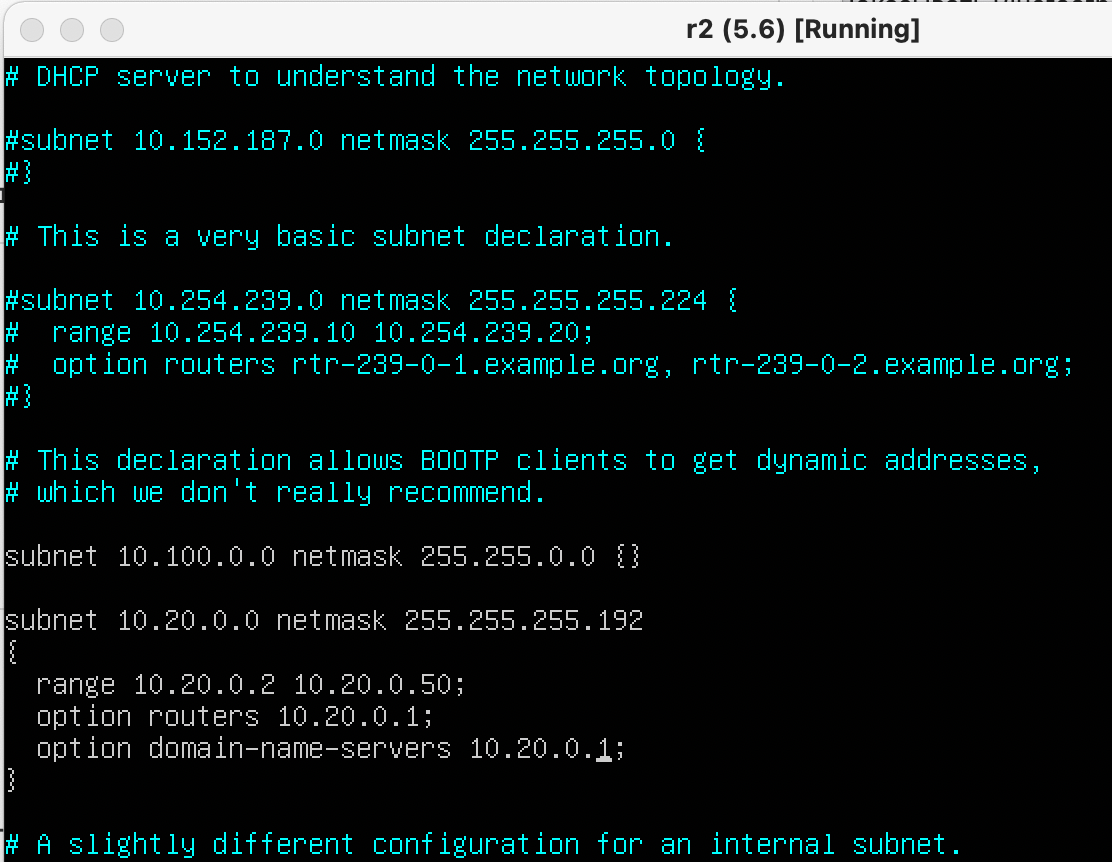 r2 (5.6) [Running]
# DHCP server to understand the network topology.
#subnet 10.152.187.0 netmask 255.255.255.0 {
#}
# This is a very basic subnet declaration.
#subnet 10.254.239.0 netmask 255.255.255.224 {
#  range 10.254.239.10 10.254.239.20;
#  option routers rtr-239-0-1.example.org, rtr-239-0-2.example.org;
#}
# This declaration allows BOOTP clients to get dynamic addresses,
# which we don't really recommend.
subnet 10.100.0.0 netmask 255.255.0.0 {}
subnet 10.20.0.0 netmask 255.255.255.192
{
  range 10.20.0.2 10.20.0.50;
  option routers 10.20.0.1;
  option domain-name-servers 10.20.0.1;
}
# A slightly different configuration for an internal subnet.